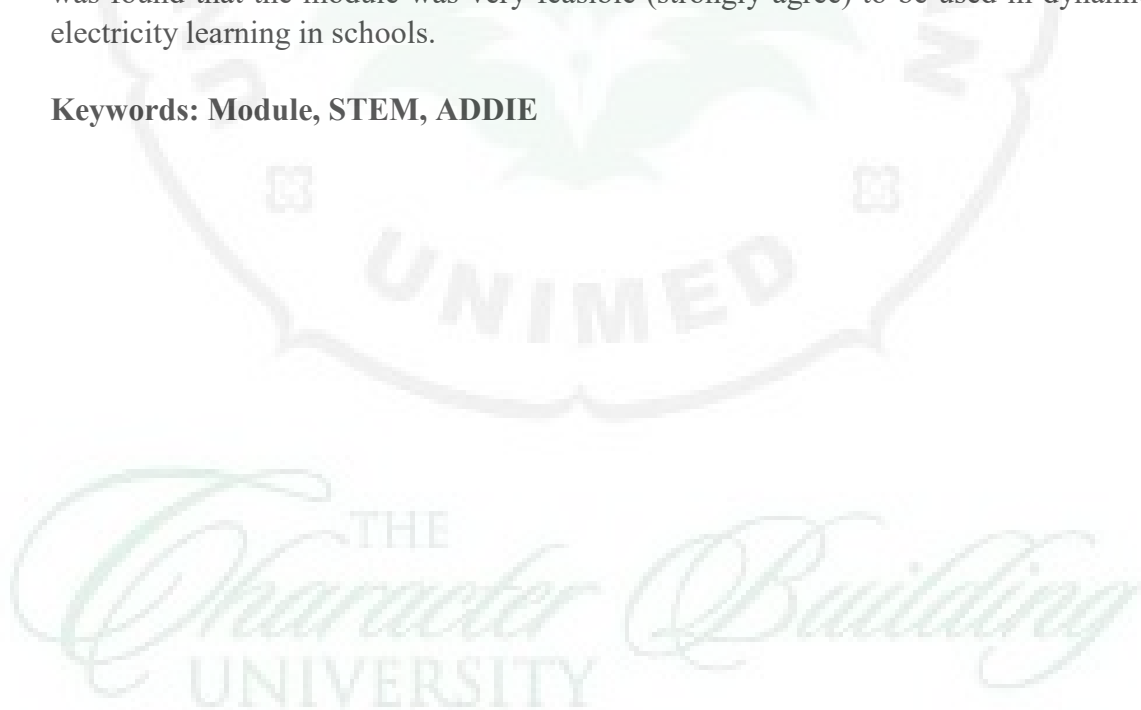 was found that the module was very feasible (strongly agree) to be used in
electricity learning in schools.
Keywords: Module, STEM, ADDIE
UNIMED
THE
Character Building
UNIVERSITY